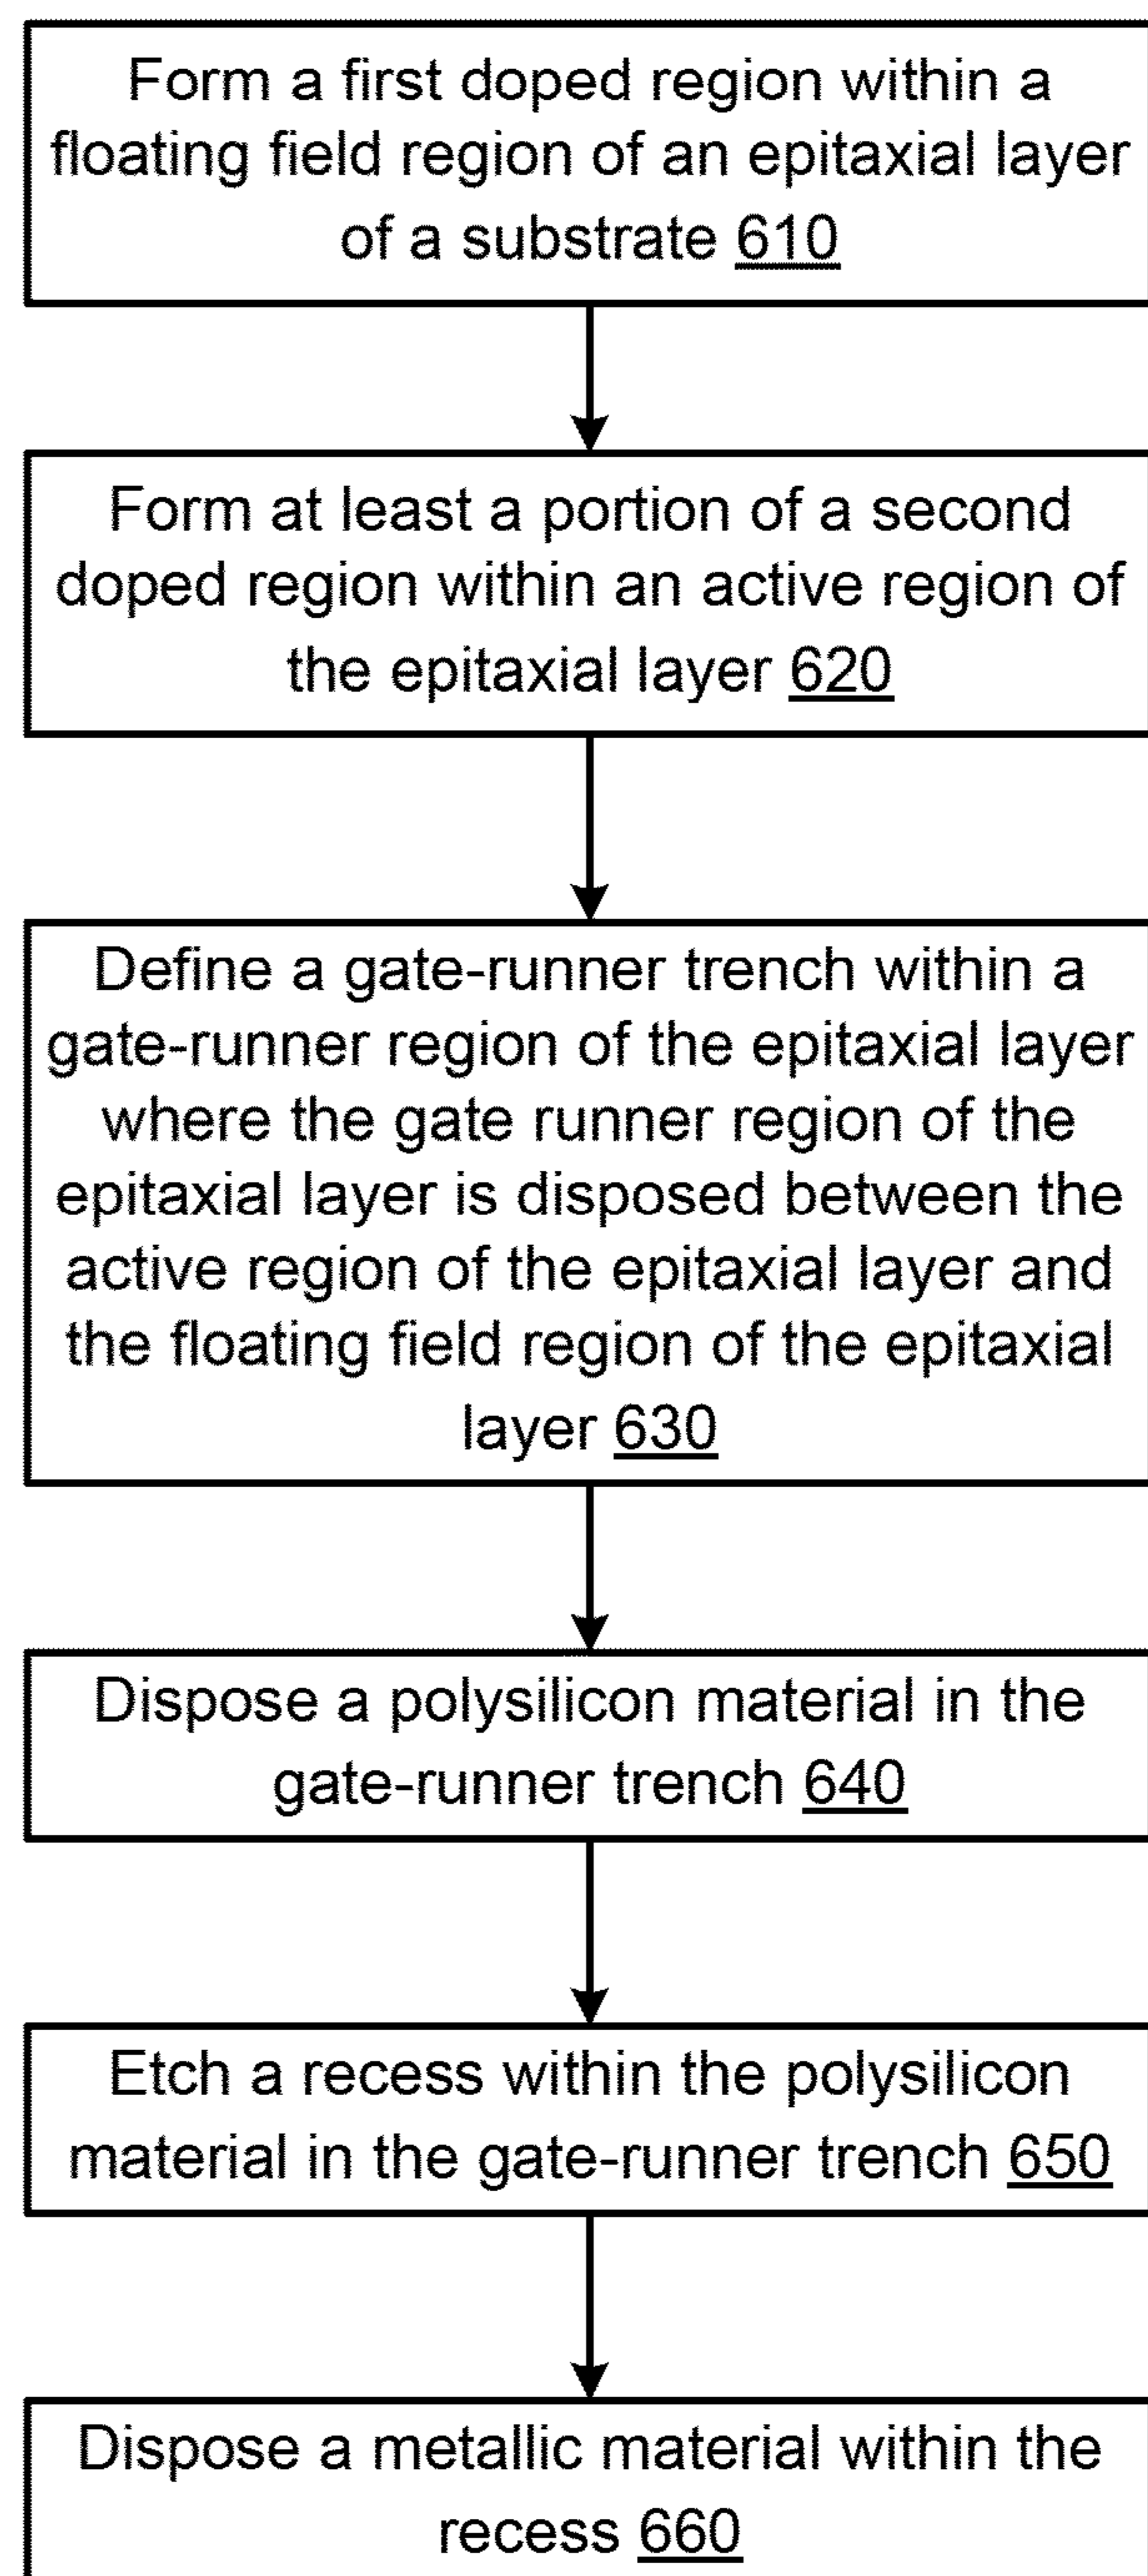 Form a first doped region within a
floating field region of an epitaxial layer
of a substrate 610
Form at least a portion of a second
doped region within an active region of
the epitaxial layer 620
Define a gate-runner trench within a
gate-runner region of the epitaxial layer
where the gate runner region of the
epitaxial layer is disposed between the
active region of the epitaxial layer and
the floating field region of the epitaxial
layer 630
Dispose a polysilicon material in the
gate-runner trench 640
Etch a recess within the polysilicon
material in the gate-runner trench 650
Dispose a metallic material within the
recess 660